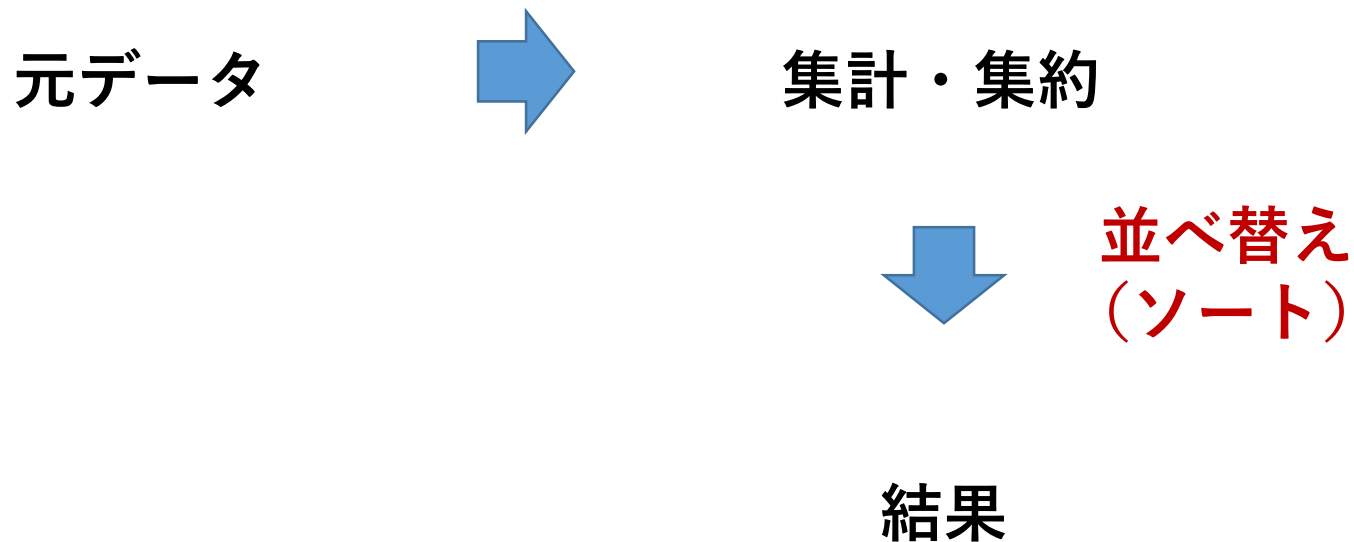 元データ
集計・集約
並べ替え
（ソート）
結果